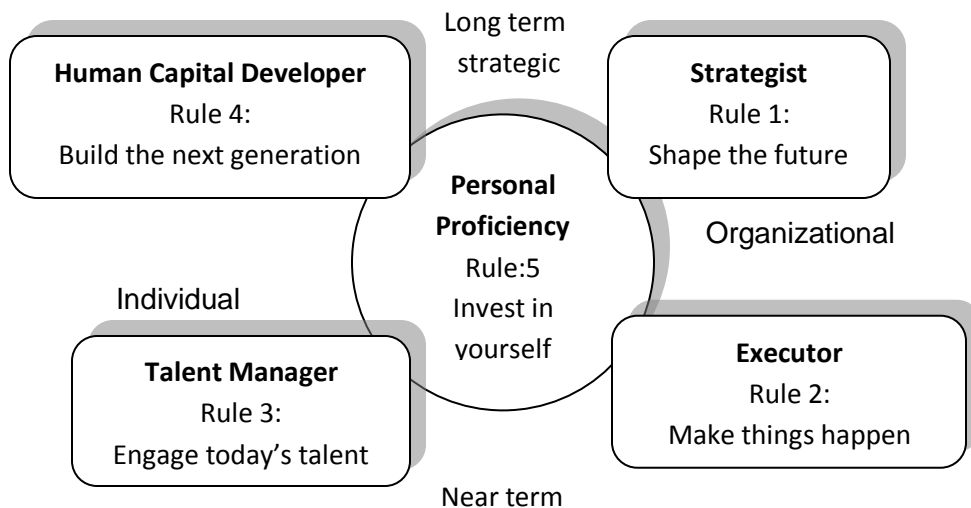 Long term
strategic
Human Capital Developer
Rule 4:
Build the next generation
Strategist
Rule 1:
Shape the future
Personal
Proficiency
Rule:5
Invest in
yourself
Organizational
Individual
Talent Manager
Rule 3:
Engage today’s talent
Executor
Rule 2:
Make things happen
Near term